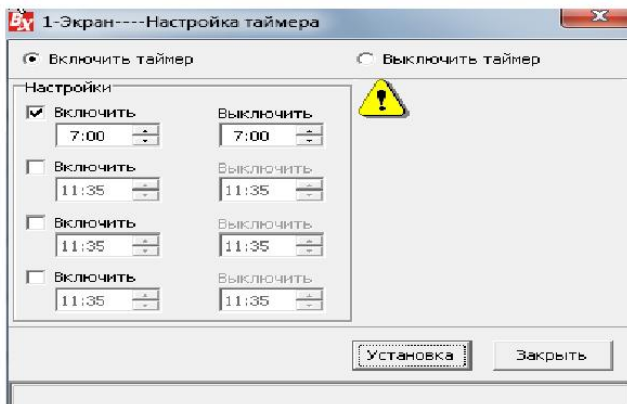 BX 1-Экран----Настройка таймера
Включить таймер Выключить таймер
Настройки
Включить Выключить
7:00 7:00
Включить Выключить
11:35 11:35
Включить Выключить
11:35 11:35
Включить Выключить
11:35 11:35
Установка Закрыть